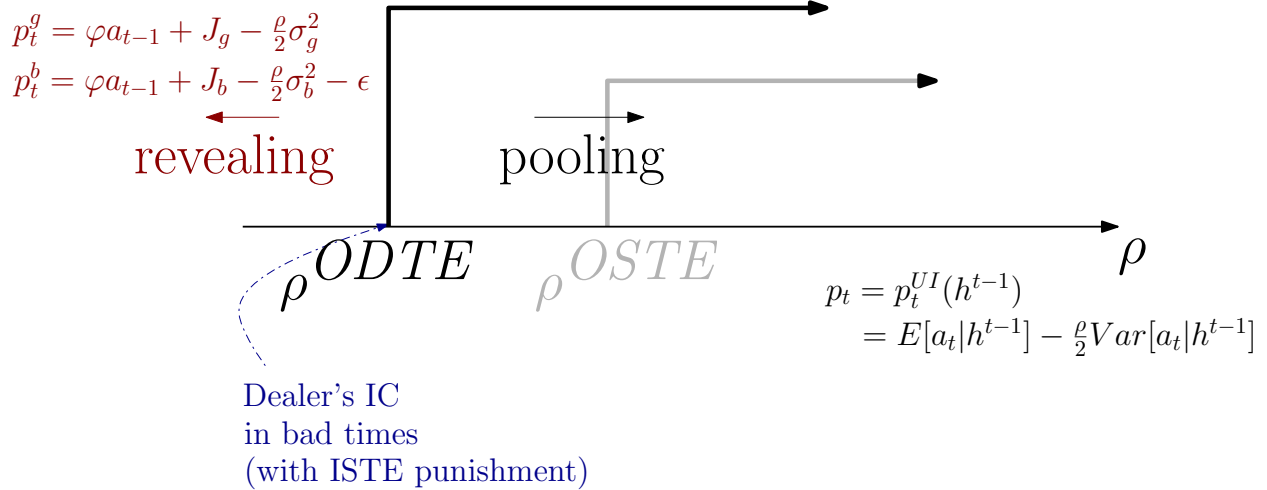 p_t^g = φa_{t−1} + J_g − ρ/2 σ_g^2
p_t^b = φa_{t−1} + J_b − ρ/2 σ_b^2 − ϵ
revealing
pooling
ρ^{ODTE}
ρ^{OSTE}
ρ
p_t = p_t^{UI}(h^{t−1})
= E[a_t|h^{t−1}] − ρ/2 Var[a_t|h^{t−1}]
Dealer's IC
in bad times
(with ISTE punishment)